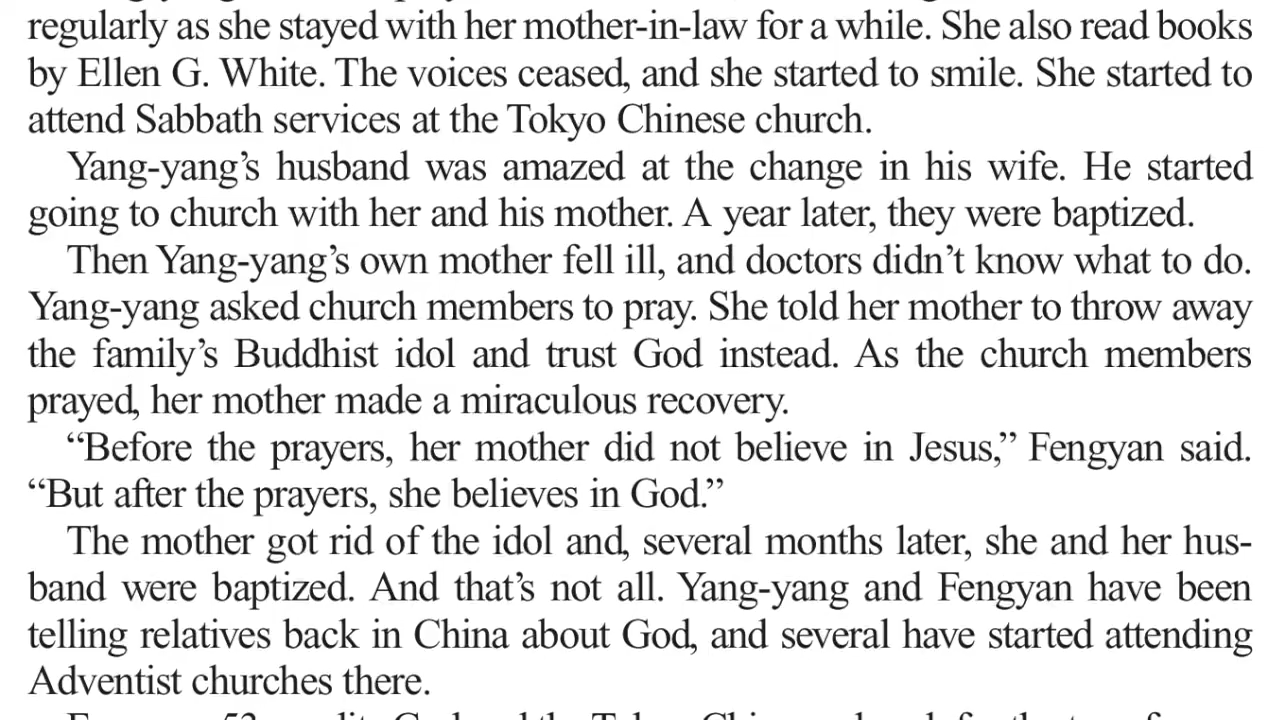 regularly as she stayed with her mother-in-law for a while. She also read books
by Ellen G. White. The voices ceased, and she started to smile. She started to
attend Sabbath services at the Tokyo Chinese church.
Yang-yang’s husband was amazed at the change in his wife. He started
going to church with her and his mother. A year later, they were baptized.
Then Yang-yang’s own mother fell ill, and doctors didn’t know what to do.
Yang-yang asked church members to pray. She told her mother to throw away
the family’s Buddhist idol and trust God instead. As the church members
prayed, her mother made a miraculous recovery.
“Before the prayers, her mother did not believe in Jesus,” Fengyan said.
“But after the prayers, she believes in God.”
The mother got rid of the idol and, several months later, she and her hus-
band were baptized. And that’s not all. Yang-yang and Fengyan have been
telling relatives back in China about God, and several have started attending
Adventist churches there.